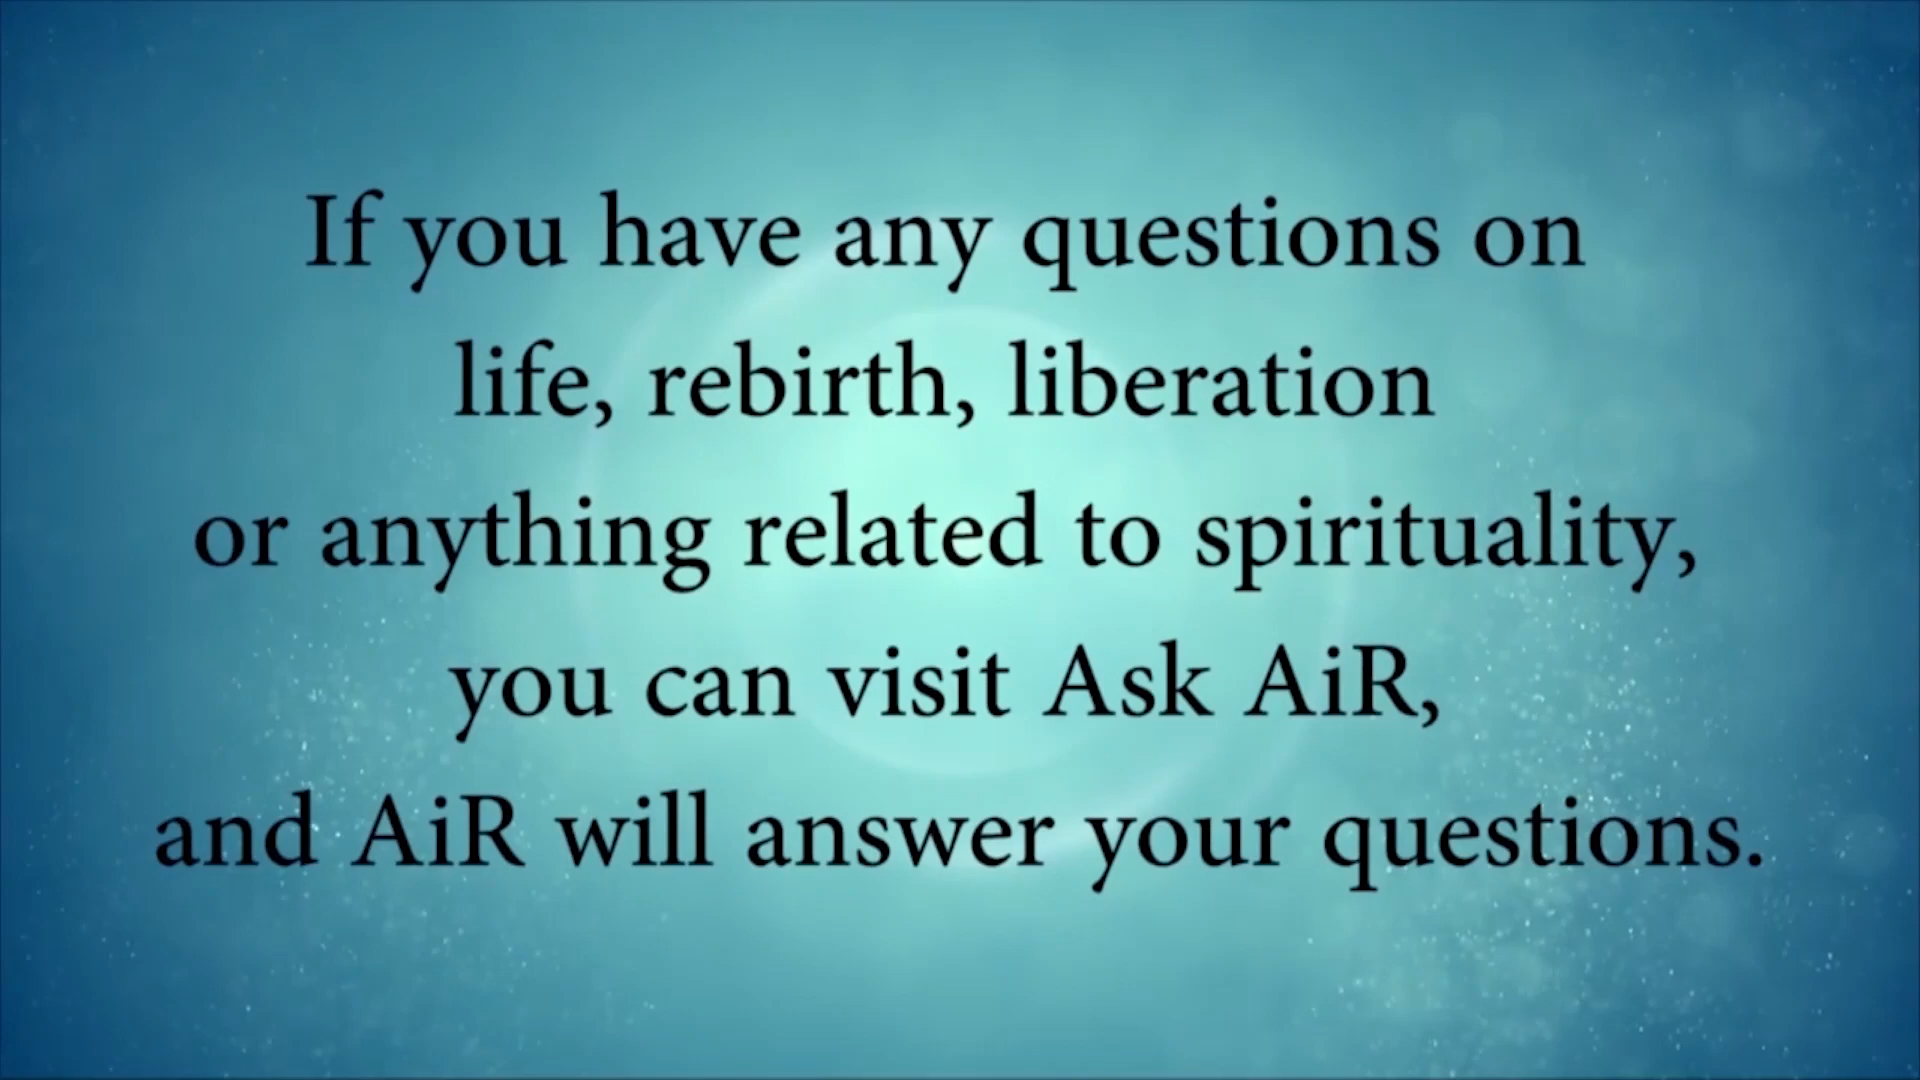 If you have any questions on
life, rebirth, liberation
or anything related to spirituality,
you can visit Ask AiR,
and AiR will answer your questions.